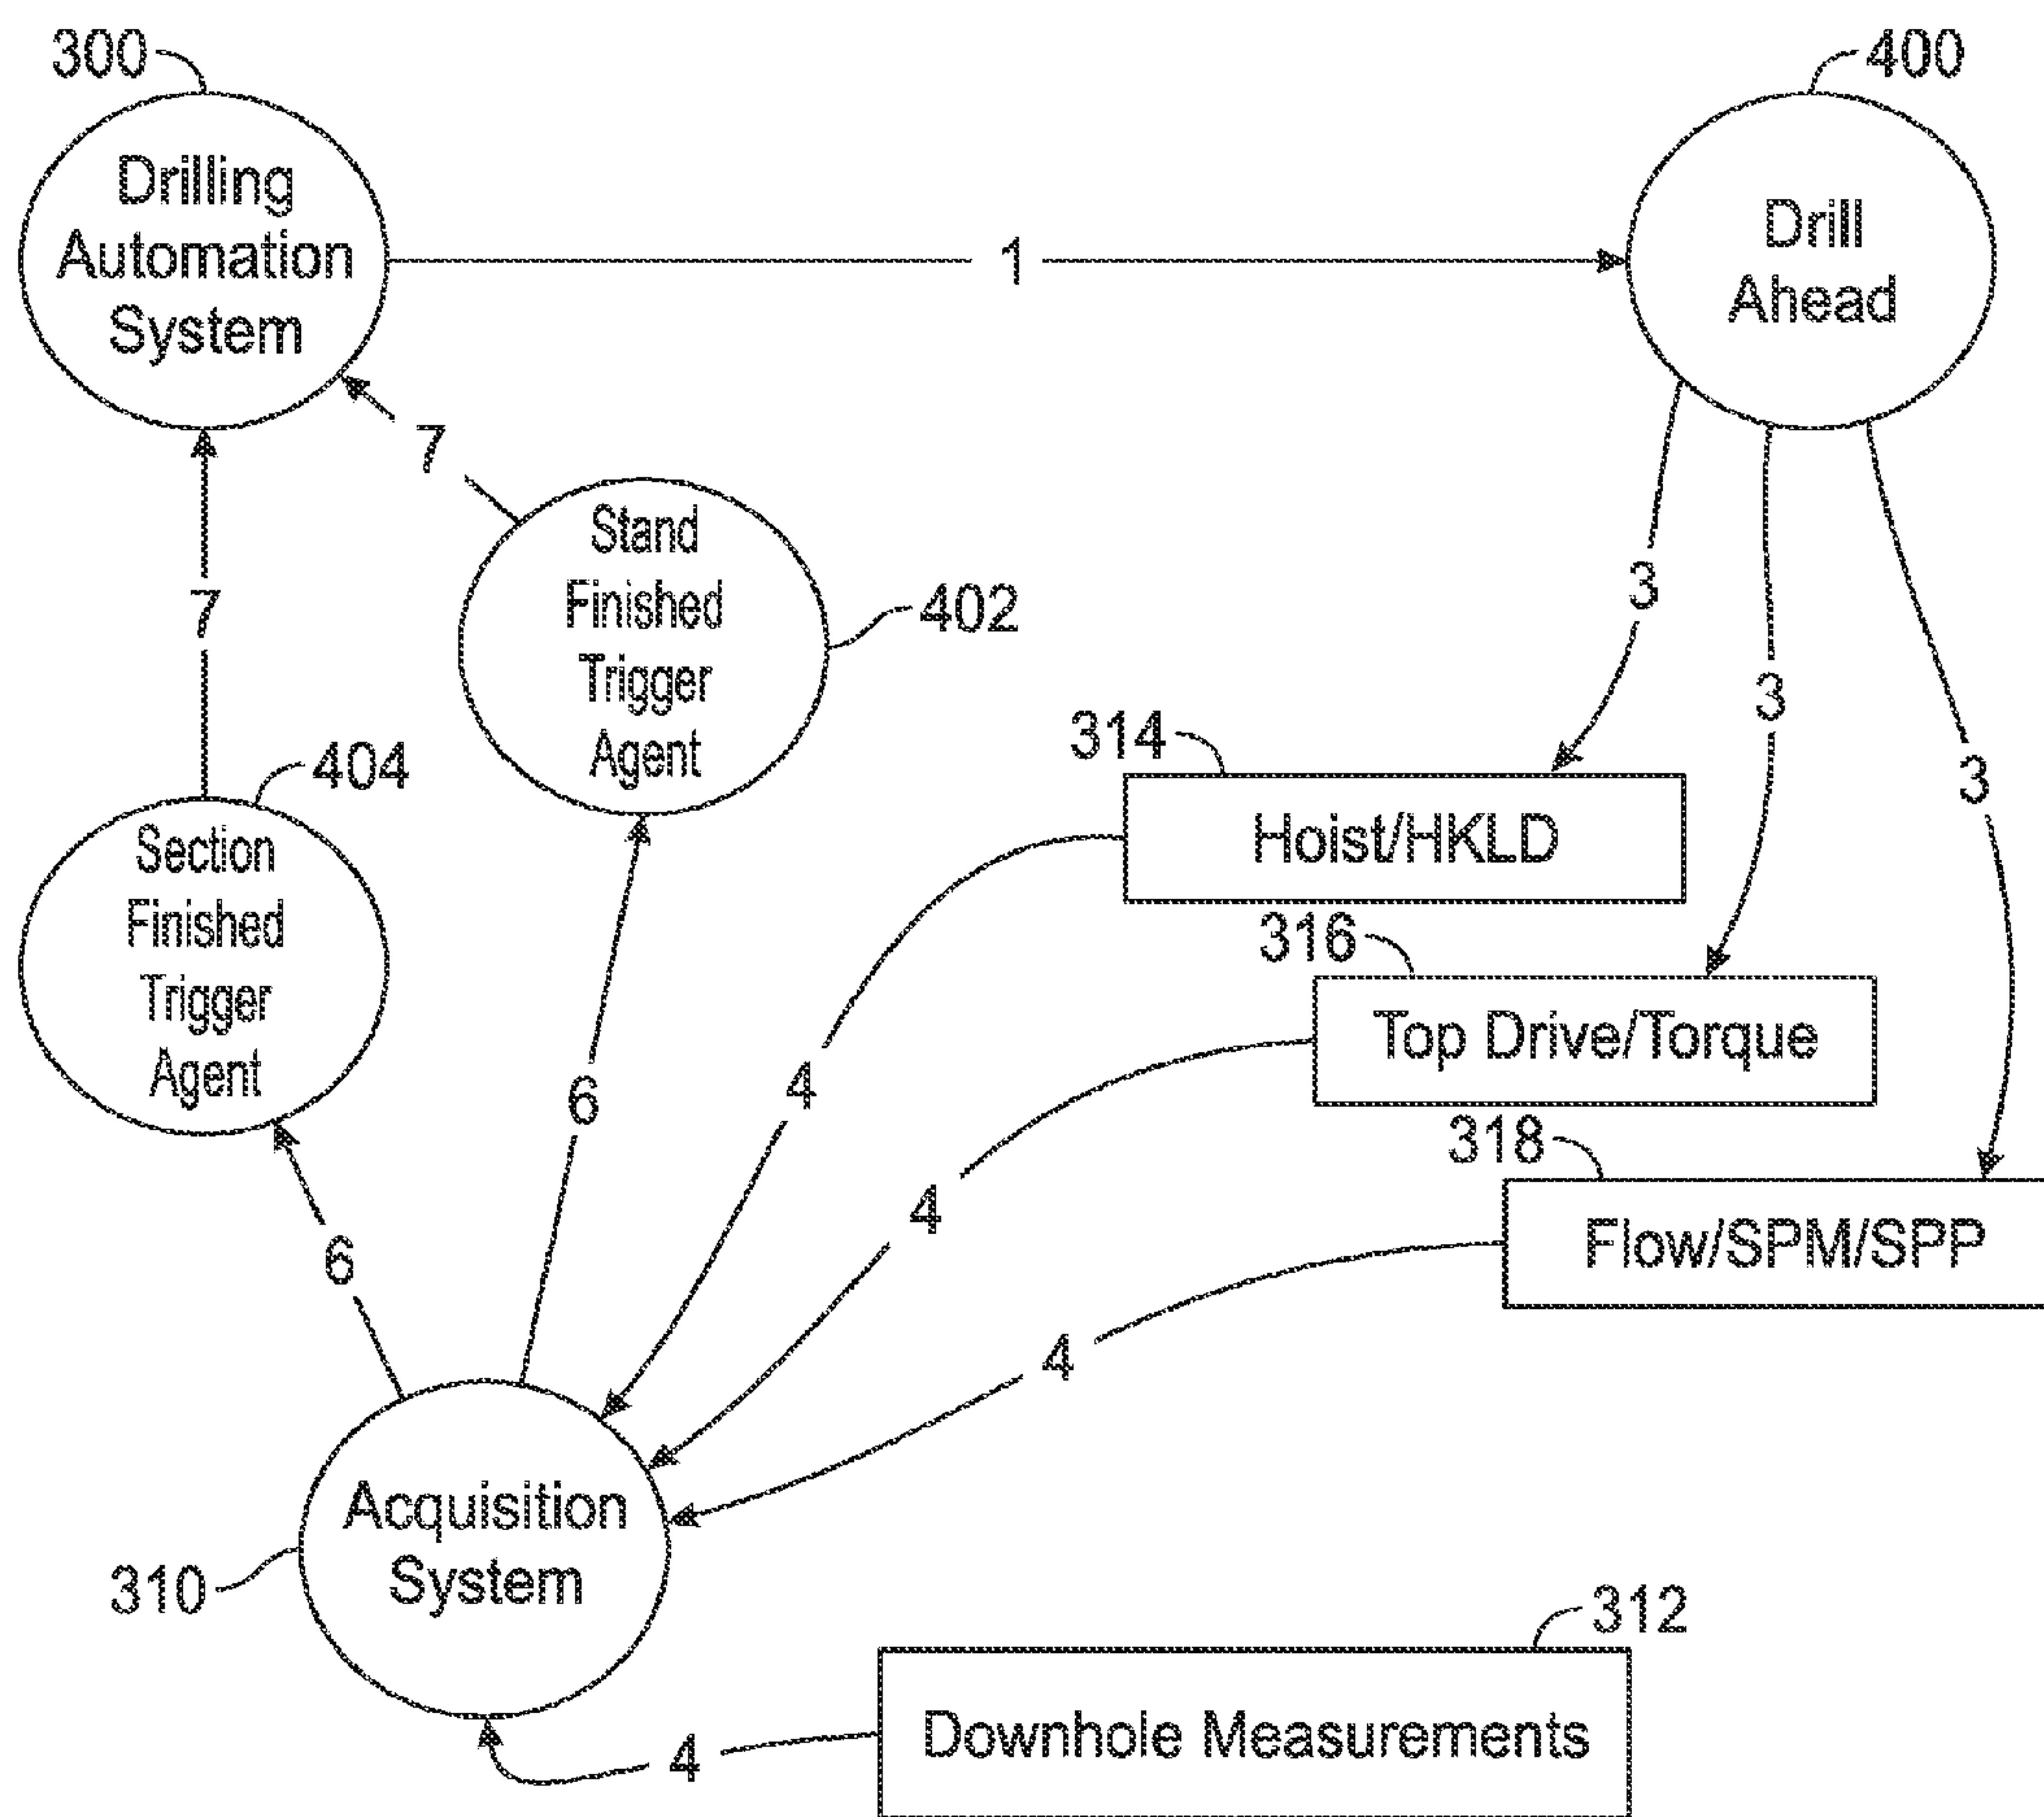 300
400
Drilling
Automation
System
1
Drill
Ahead
7
7
Stand
Finished
Trigger
Agent
402
3
3
3
404
Section
Finished
Trigger
Agent
314
Hoist/HKLD
316
Top Drive/Torque
318
Flow/SPM/SPP
6
6
4
4
4
Acquisition
System
310
312
Downhole Measurements
4